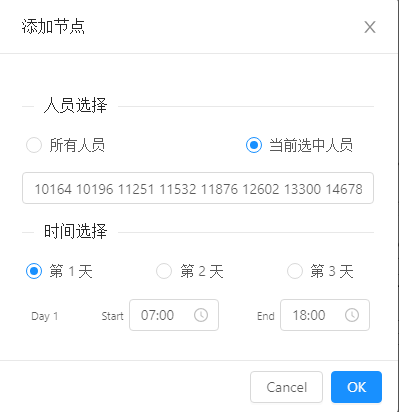 添加节点
人员选择
所有人员 当前选中人员
10164 10196 11251 11532 11876 12602 13300 14678
时间选择
第 1 天 第 2 天 第 3 天
Day 1 Start 07:00 End 18:00
Cancel OK